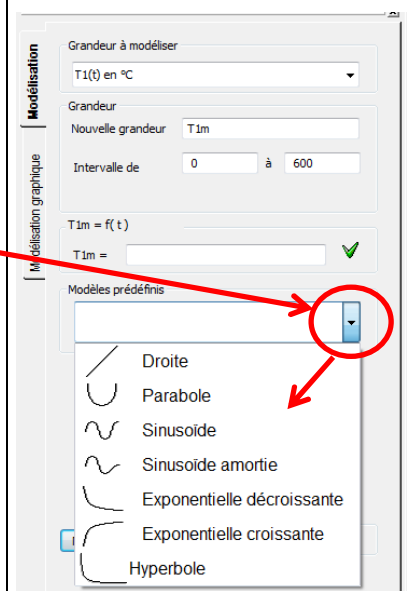 Modélisation
Modélisation graphique
Grandeur à modéliser
T1(t) en °C
Grandeur
Nouvelle grandeur T1m
Intervalle de 0 à 600
T1m = f( t )
T1m =
Modèles prédéfinis
Droite
Parabole
Sinusoïde
Sinusoïde amortie
Exponentielle décroissante
Exponentielle croissante
Hyperbole